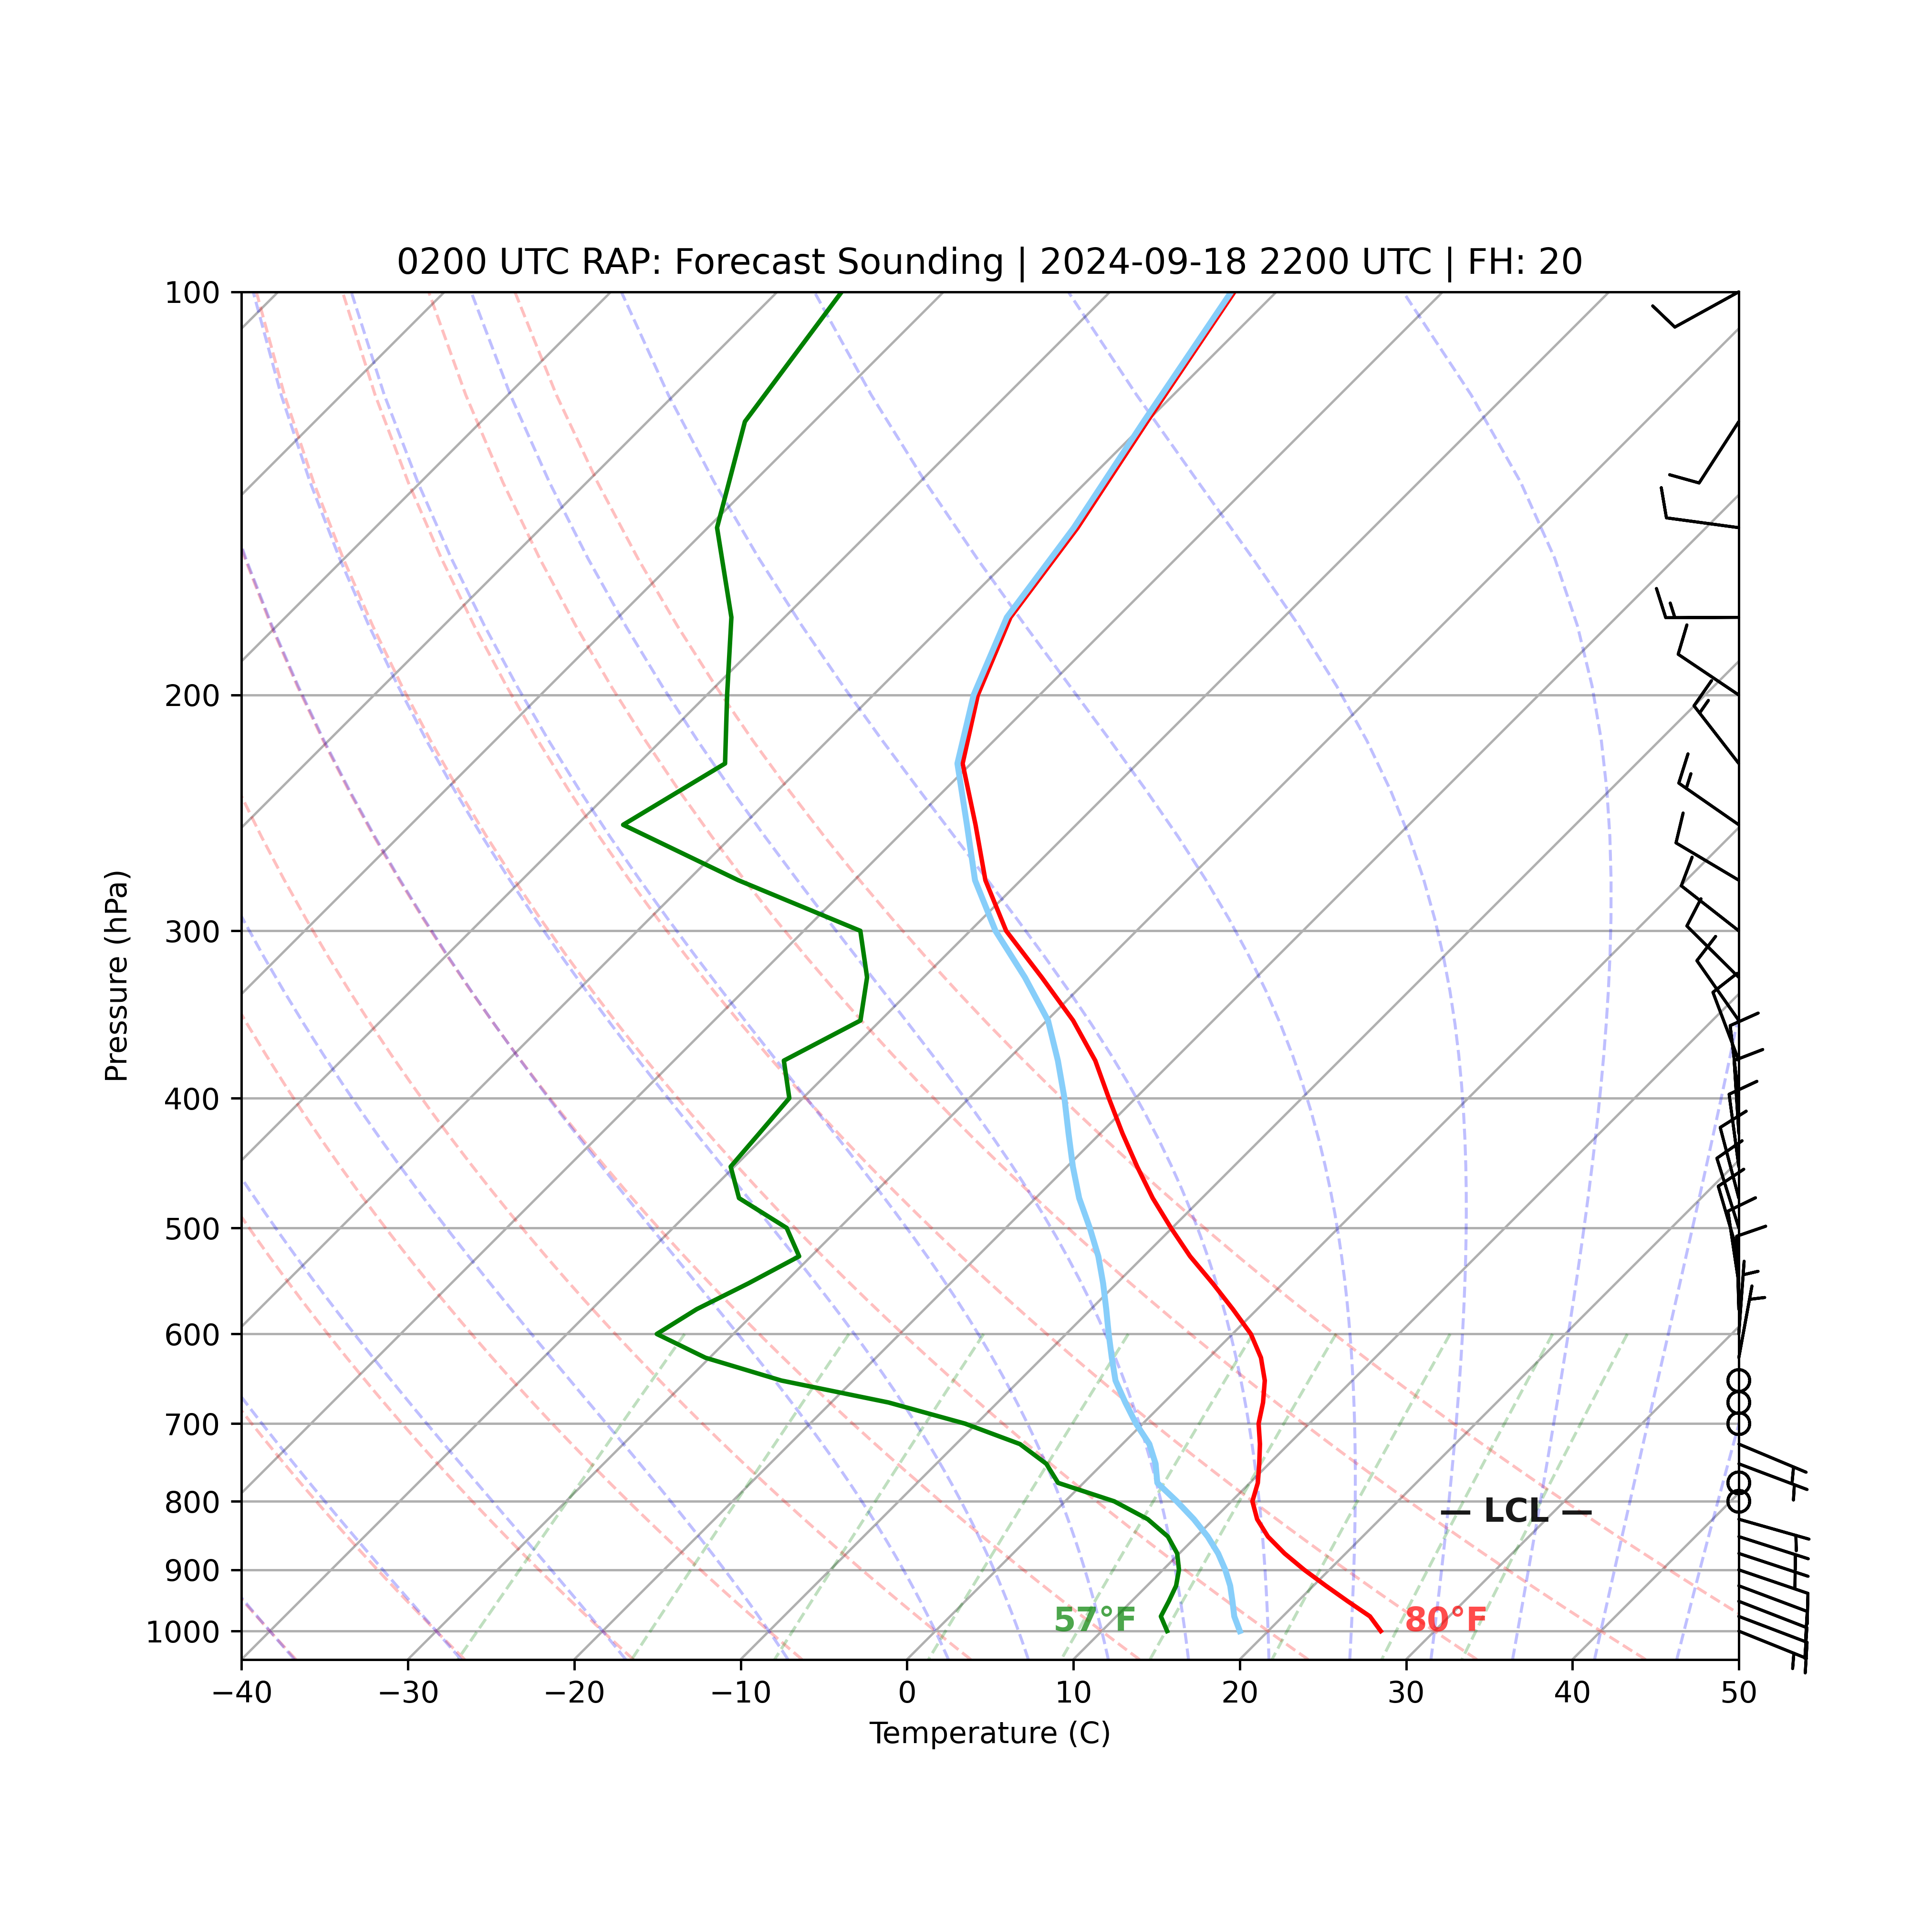 0200 UTC RAP: Forecast Sounding | 2024-09-18 2200 UTC | FH: 20
100
200
300
400
500
600
700
800
900
1000
Pressure (hPa)
— LCL —
57°F
80°F
−40 −30 −20 −10 0 10 20 30 40 50
Temperature (C)